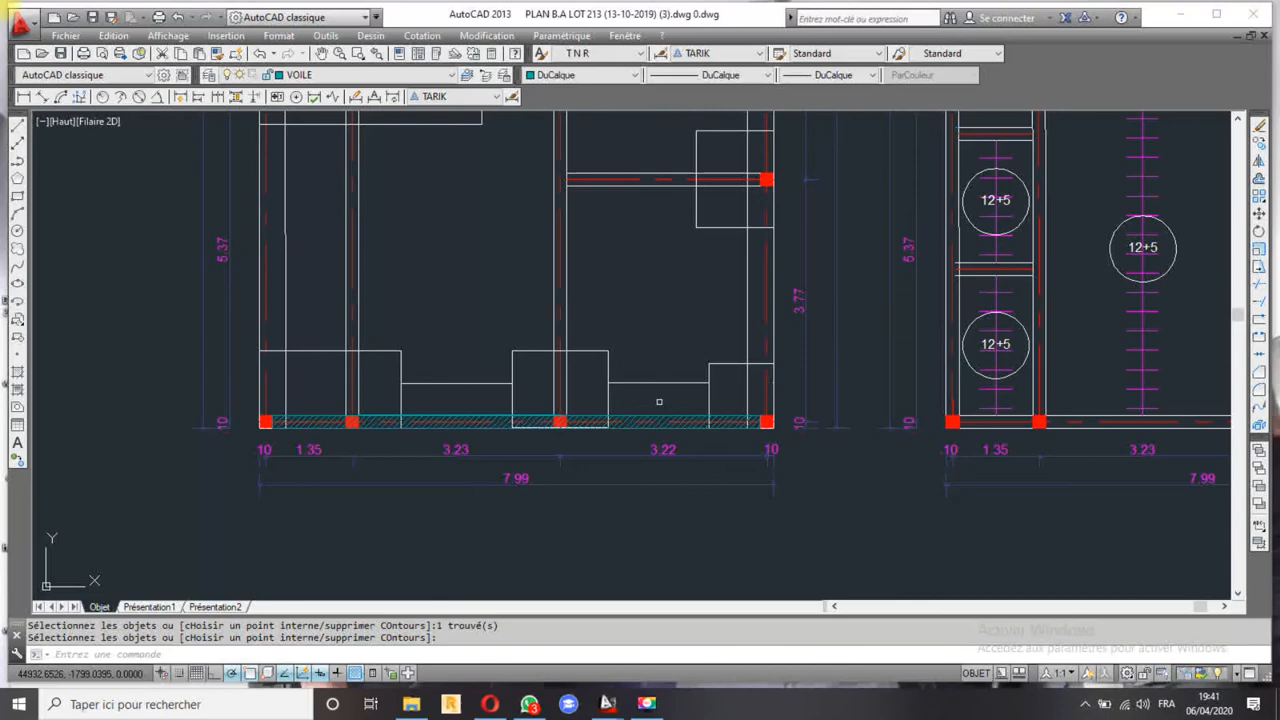 AutoCAD classique
AutoCAD 2013 PLAN B.A LOT 213 (13-10-2019) (3).dwg 0.dwg
Entrez mot-clé ou expression
Se connecter
Fichier Edition Affichage Insertion Format Outils Dessin Cotation Modification Paramétrique Fenêtre
T N R TARIK Standard Standard
AutoCAD classique VOILE DuCalque DuCalque DuCalque ParCouleur
TARIK
[−][Haut][Filaire 2D]
12+5
12+5
5.37
5.37
3.77
12+5
10
10
10
.10 1.35 3.23 3.22 10
.10 1.35 3.23
7.99
7.99
Y
X
Objet Présentation1 Présentation2
Sélectionnez les objets ou [cHoisir un point interne/supprimer COntours]:1 trouvé(s)
Sélectionnez les objets ou [cHoisir un point interne/supprimer COntours]:
Activer Windows
Accédez aux paramètres pour activer Windows.
Entrez une commande
44932.6526, -1799.0395, 0.0000
OBJET
1:1
Taper ici pour rechercher
3
FRA
19:41
06/04/2020